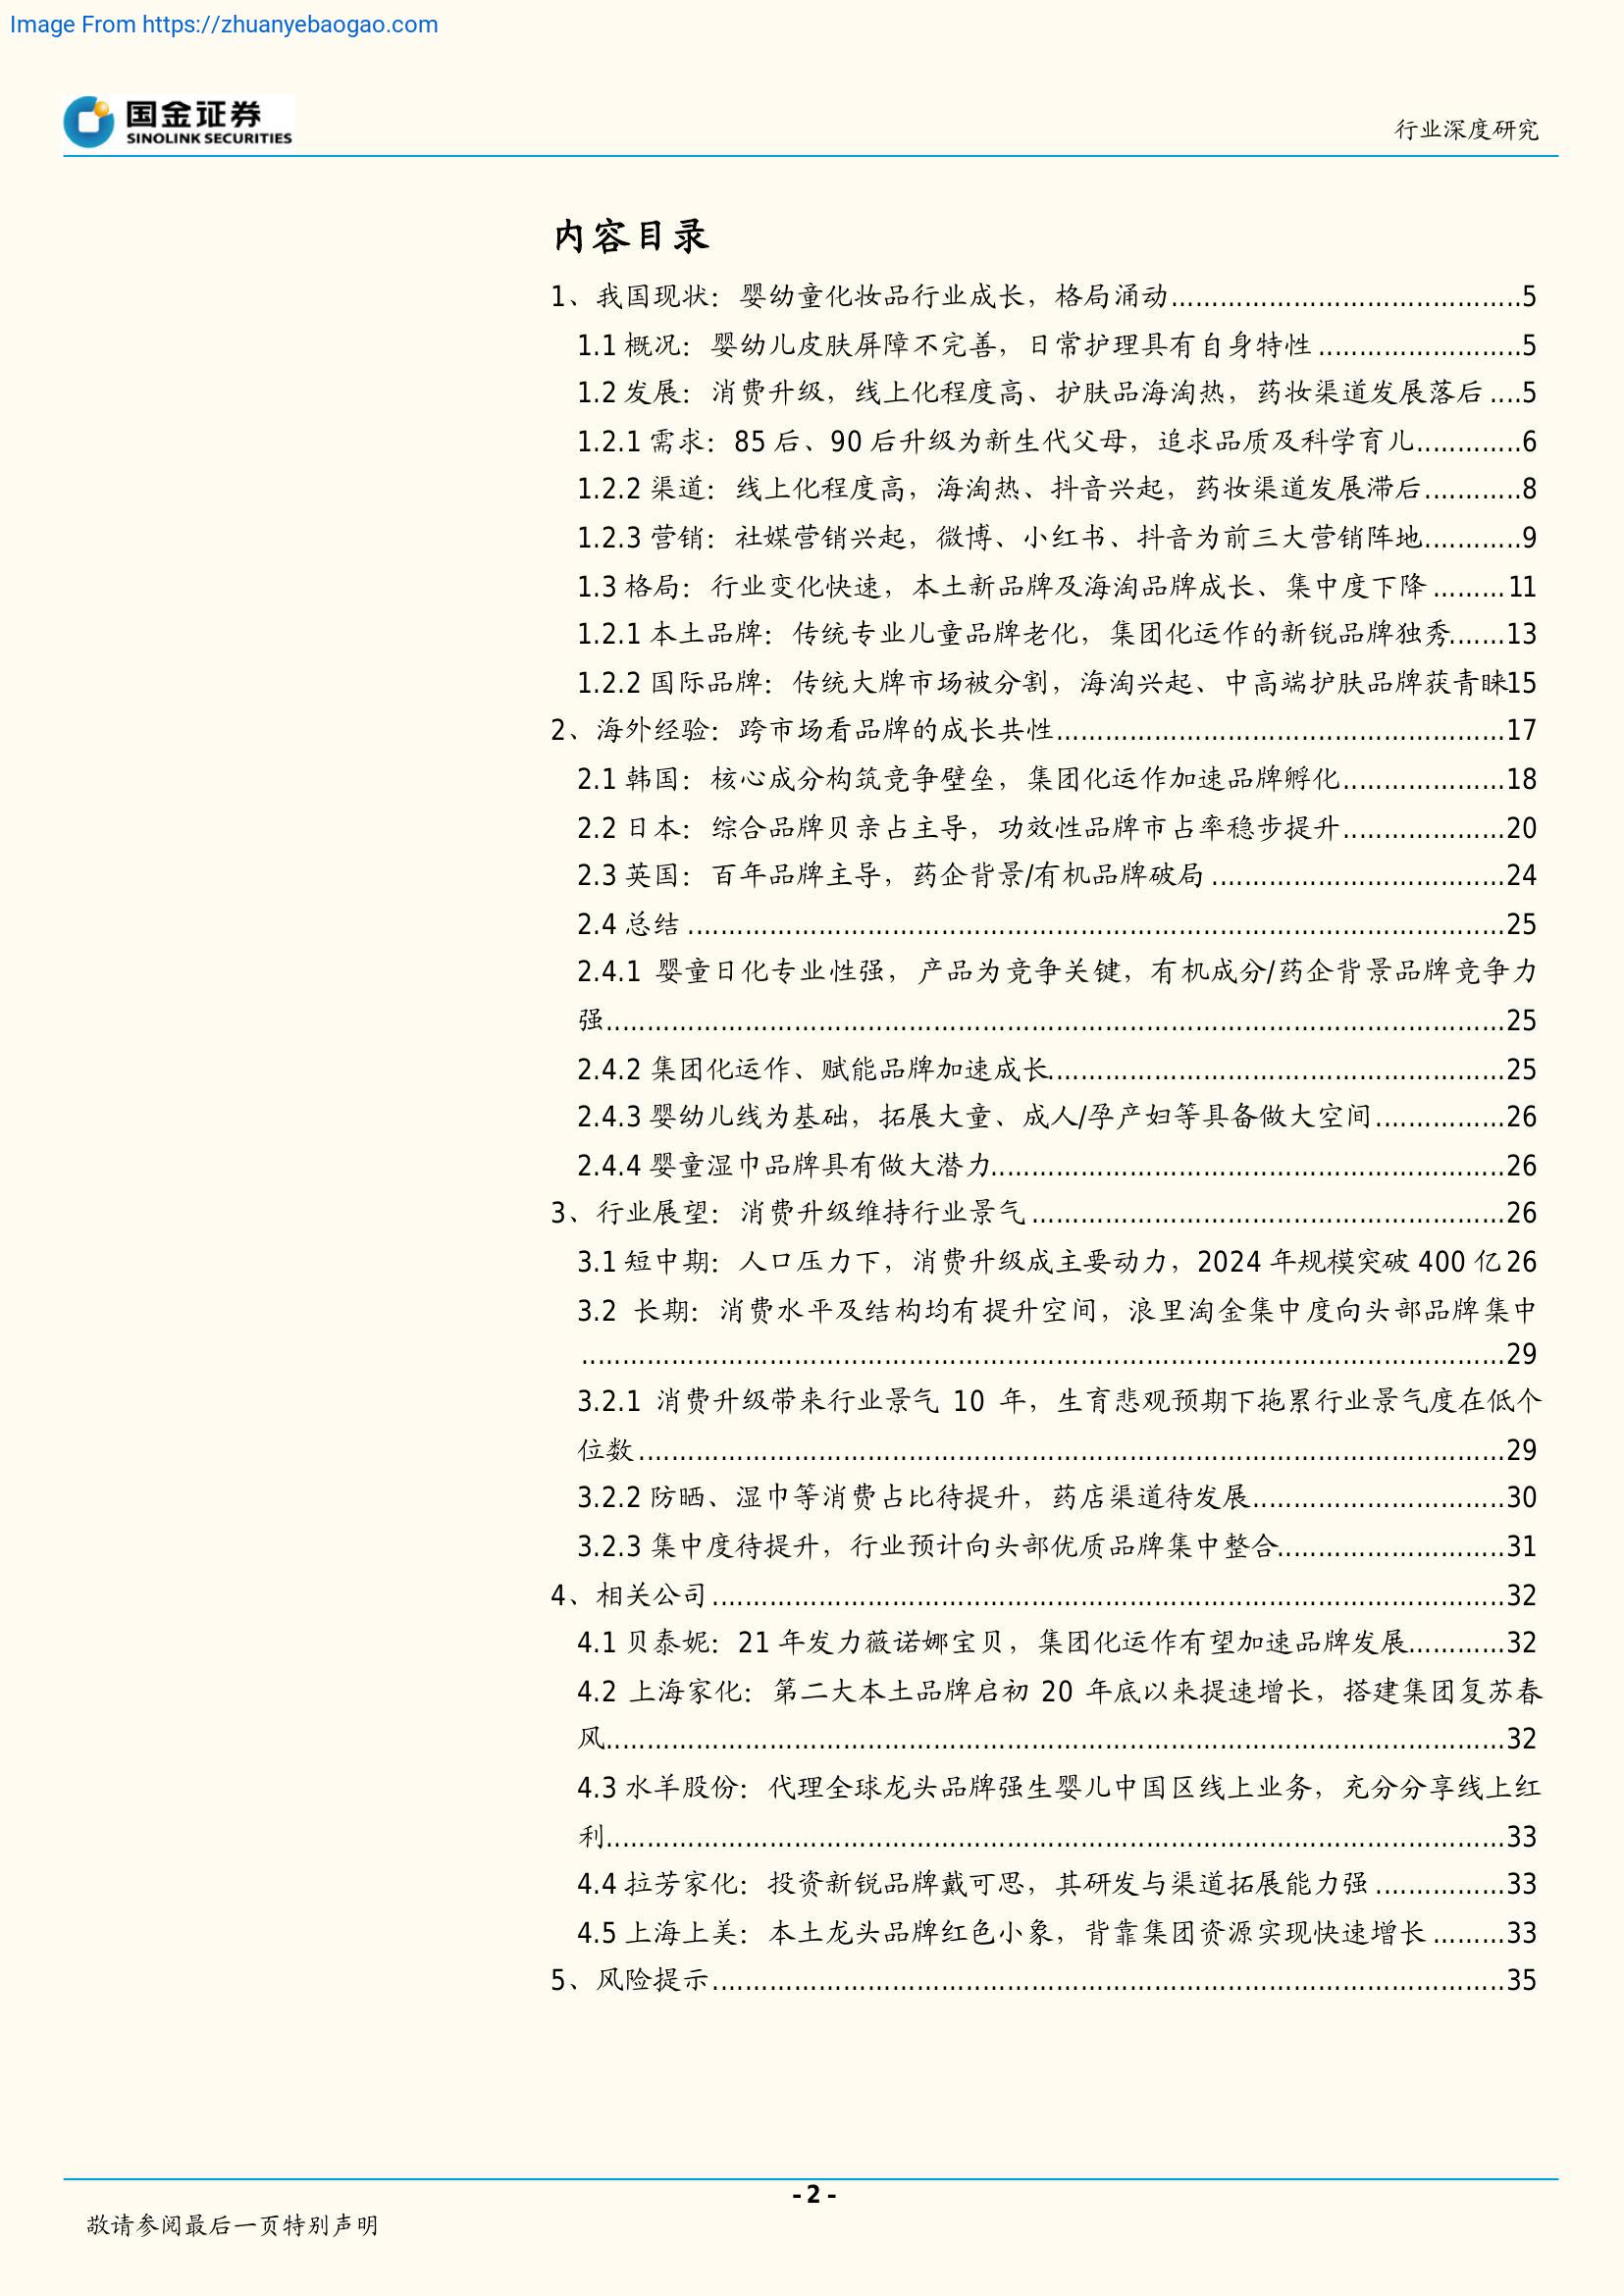 Image From https://zhuanyebaogao.com
国金证券
SINOLINK SECURITIES
行业深度研究
内容目录
1、我国现状：婴幼童化妆品行业成长，格局涌动...........................................5
1.1 概况：婴幼儿皮肤屏障不完善，日常护理具有自身特性.........................5
1.2 发展：消费升级，线上化程度高、护肤品海淘热，药妆渠道发展落后....5
1.2.1 需求：85 后、90 后升级为新生代父母，追求品质及科学育儿.............6
1.2.2 渠道：线上化程度高，海淘热、抖音兴起，药妆渠道发展滞后............8
1.2.3 营销：社媒营销兴起，微博、小红书、抖音为前三大营销阵地............9
1.3 格局：行业变化快速，本土新品牌及海淘品牌成长、集中度下降.........11
1.2.1 本土品牌：传统专业儿童品牌老化，集团化运作的新锐品牌独秀.......13
1.2.2 国际品牌：传统大牌市场被分割，海淘兴起、中高端护肤品牌获青睐15
2、海外经验：跨市场看品牌的成长共性.......................................................17
2.1 韩国：核心成分构筑竞争壁垒，集团化运作加速品牌孵化....................18
2.2 日本：综合品牌贝亲占主导，功效性品牌市占率稳步提升....................20
2.3 英国：百年品牌主导，药企背景/有机品牌破局....................................24
2.4 总结....................................................................................................25
2.4.1 婴童日化专业性强，产品为竞争关键，有机成分/药企背景品牌竞争力
强..............................................................................................................25
2.4.2 集团化运作、赋能品牌加速成长........................................................25
2.4.3 婴幼儿线为基础，拓展大童、成人/孕产妇等具备做大空间................26
2.4.4 婴童湿巾品牌具有做大潜力...............................................................26
3、行业展望：消费升级维持行业景气..........................................................26
3.1 短中期：人口压力下，消费升级成主要动力，2024 年规模突破 400 亿26
3.2 长期：消费水平及结构均有提升空间，浪里淘金集中度向头部品牌集中
.................................................................................................................29
3.2.1 消费升级带来行业景气 10 年，生育悲观预期下拖累行业景气度在低个
位数..........................................................................................................29
3.2.2 防晒、湿巾等消费占比待提升，药店渠道待发展...............................30
3.2.3 集中度待提升，行业预计向头部优质品牌集中整合............................31
4、相关公司.................................................................................................32
4.1 贝泰妮：21 年发力薇诺娜宝贝，集团化运作有望加速品牌发展............32
4.2 上海家化：第二大本土品牌启初 20 年底以来提速增长，搭建集团复苏春
风..............................................................................................................32
4.3 水羊股份：代理全球龙头品牌强生婴儿中国区线上业务，充分分享线上红
利..............................................................................................................33
4.4 拉芳家化：投资新锐品牌戴可思，其研发与渠道拓展能力强................33
4.5 上海上美：本土龙头品牌红色小象，背靠集团资源实现快速增长.........33
5、风险提示.................................................................................................35
- 2 -
敬请参阅最后一页特别声明